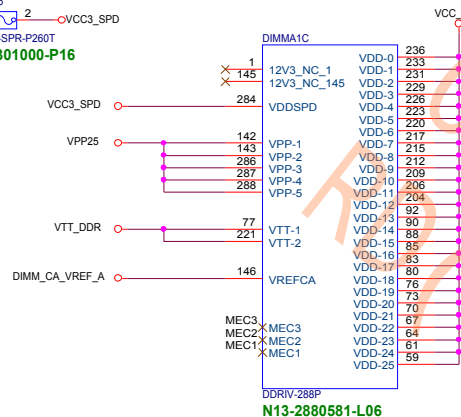 2
VCC3_SPD
-SPR-P260T
B01000-P16
VCC_
DIMMA1C
1 12V3_NC_1
145 12V3_NC_145
VCC3_SPD 284 VDDSPD
VPP25 142 VPP-1
143 VPP-2
286 VPP-3
287 VPP-4
288 VPP-5
VTT_DDR 77 VTT-1
221 VTT-2
DIMM_CA_VREF_A 146 VREFCA
MEC3 MEC3
MEC2 MEC2
MEC1 MEC1
VDD-0 236
VDD-1 233
VDD-2 231
VDD-3 229
VDD-4 226
VDD-5 223
VDD-6 220
VDD-7 217
VDD-8 215
VDD-9 212
VDD-10 209
VDD-11 206
VDD-12 204
VDD-13 92
VDD-14 90
VDD-15 88
VDD-16 85
VDD-17 83
VDD-18 80
VDD-19 76
VDD-20 73
VDD-21 70
VDD-22 67
VDD-23 64
VDD-24 61
VDD-25 59
DDRIV-288P
N13-2880581-L06